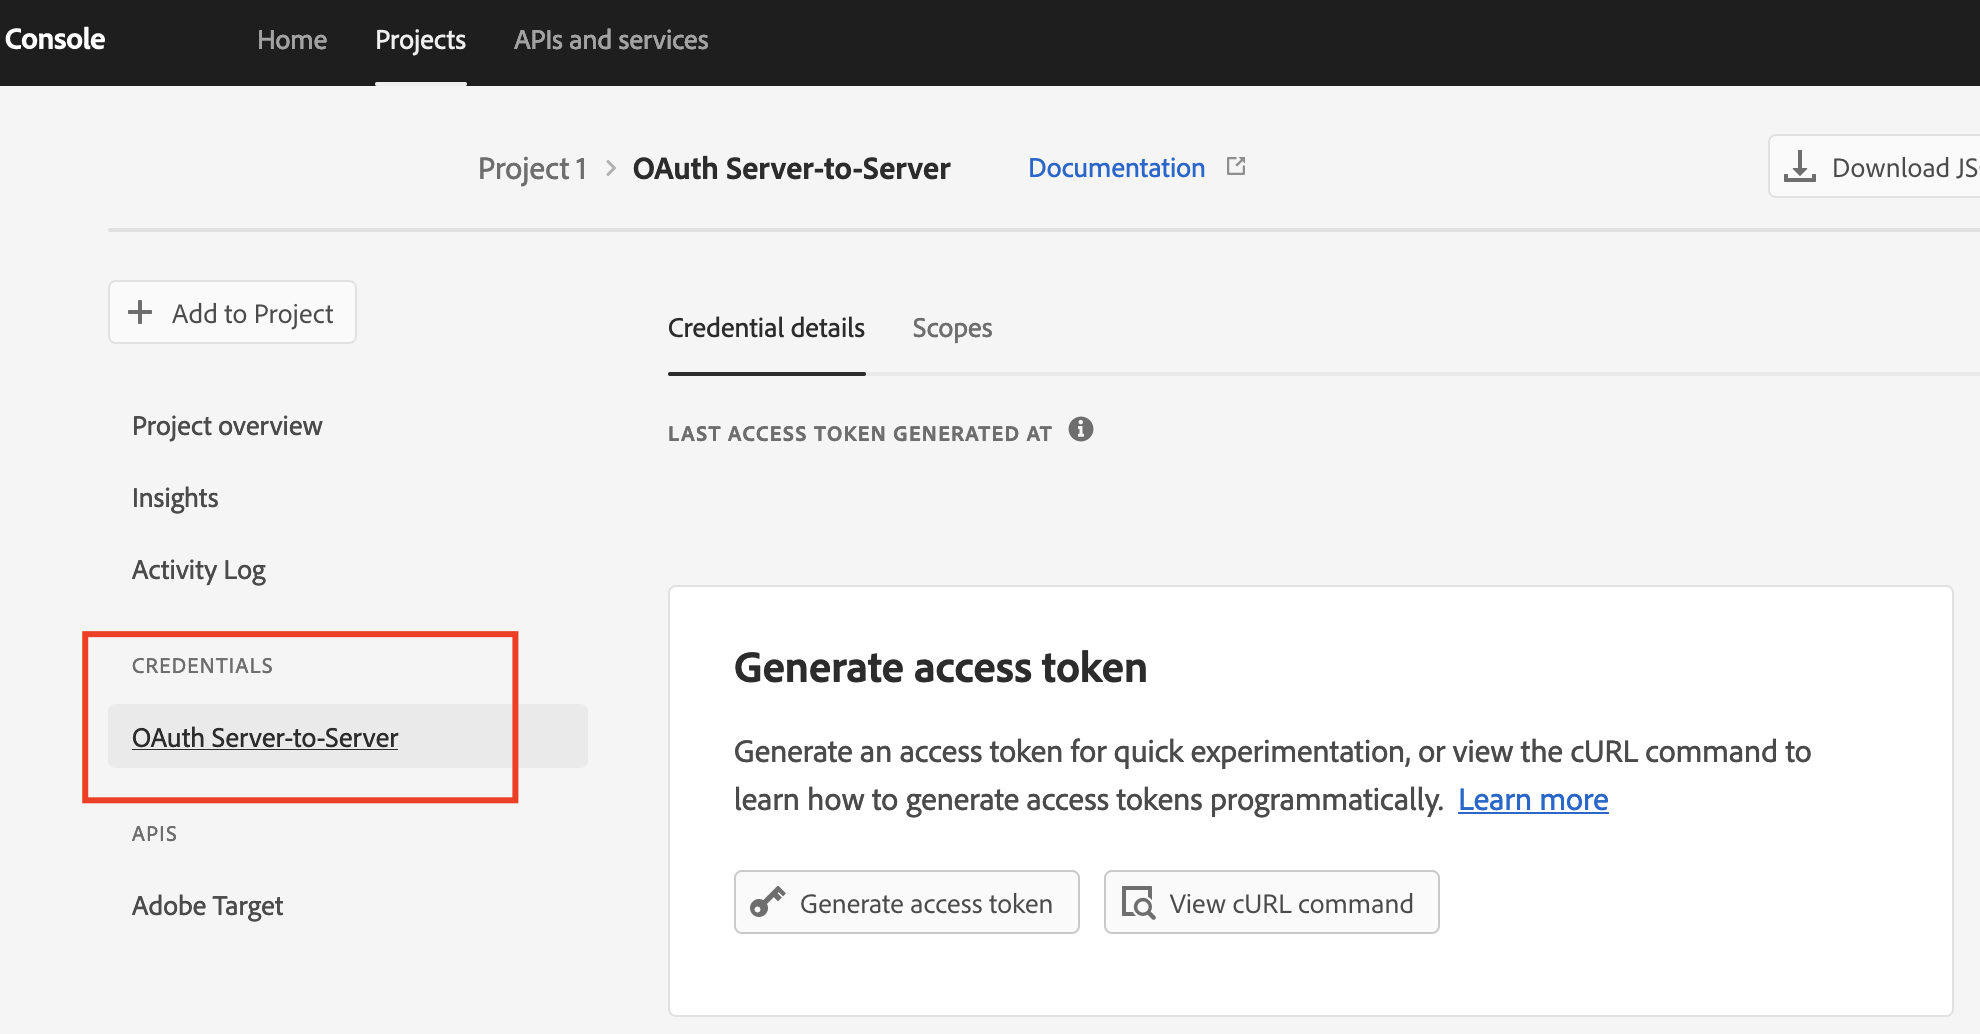 Console
Home
Projects
APIs and services
Project 1 > OAuth Server-to-Server
Documentation
Download JS
Add to Project
Project overview
Insights
Activity Log
CREDENTIALS
OAuth Server-to-Server
APIS
Adobe Target
Credential details
Scopes
LAST ACCESS TOKEN GENERATED AT
Generate access token
Generate an access token for quick experimentation, or view the cURL command to
learn how to generate access tokens programmatically. Learn more
Generate access token
View cURL command